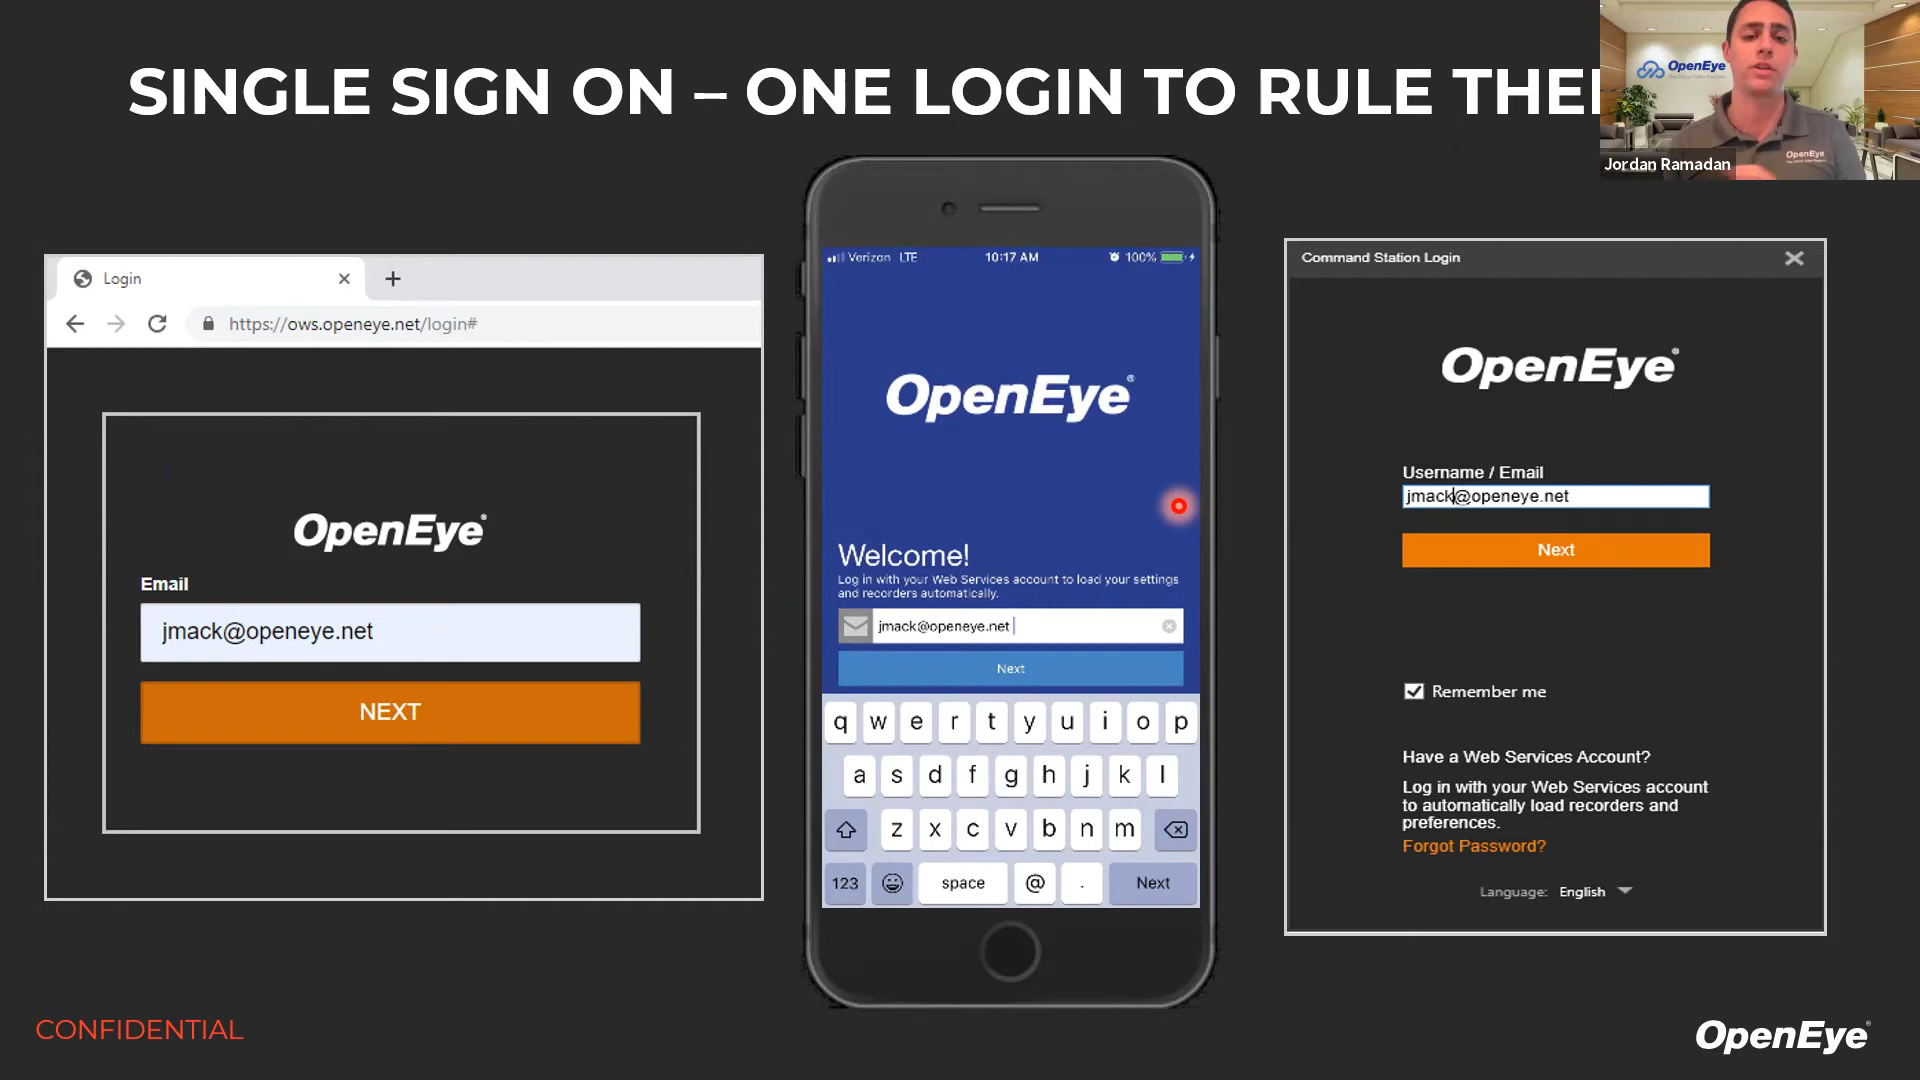 SINGLE SIGN ON – ONE LOGIN TO RULE THE
OpenEye
Jordan Ramadan
OpenEye
Login
https://ows.openeye.net/login#
OpenEye
Email
jmack@openeye.net
NEXT
Verizon LTE 10:17 AM 100%
OpenEye
Welcome!
Log in with your Web Services account to load your settings
and recorders automatically.
jmack@openeye.net
Next
q w e r t y u i o p
a s d f g h j k l
z x c v b n m
123 space @ . Next
Command Station Login
OpenEye
Username / Email
jmack@openeye.net
Next
Remember me
Have a Web Services Account?
Log in with your Web Services account
to automatically load recorders and
preferences.
Forgot Password?
Language: English
CONFIDENTIAL
OpenEye